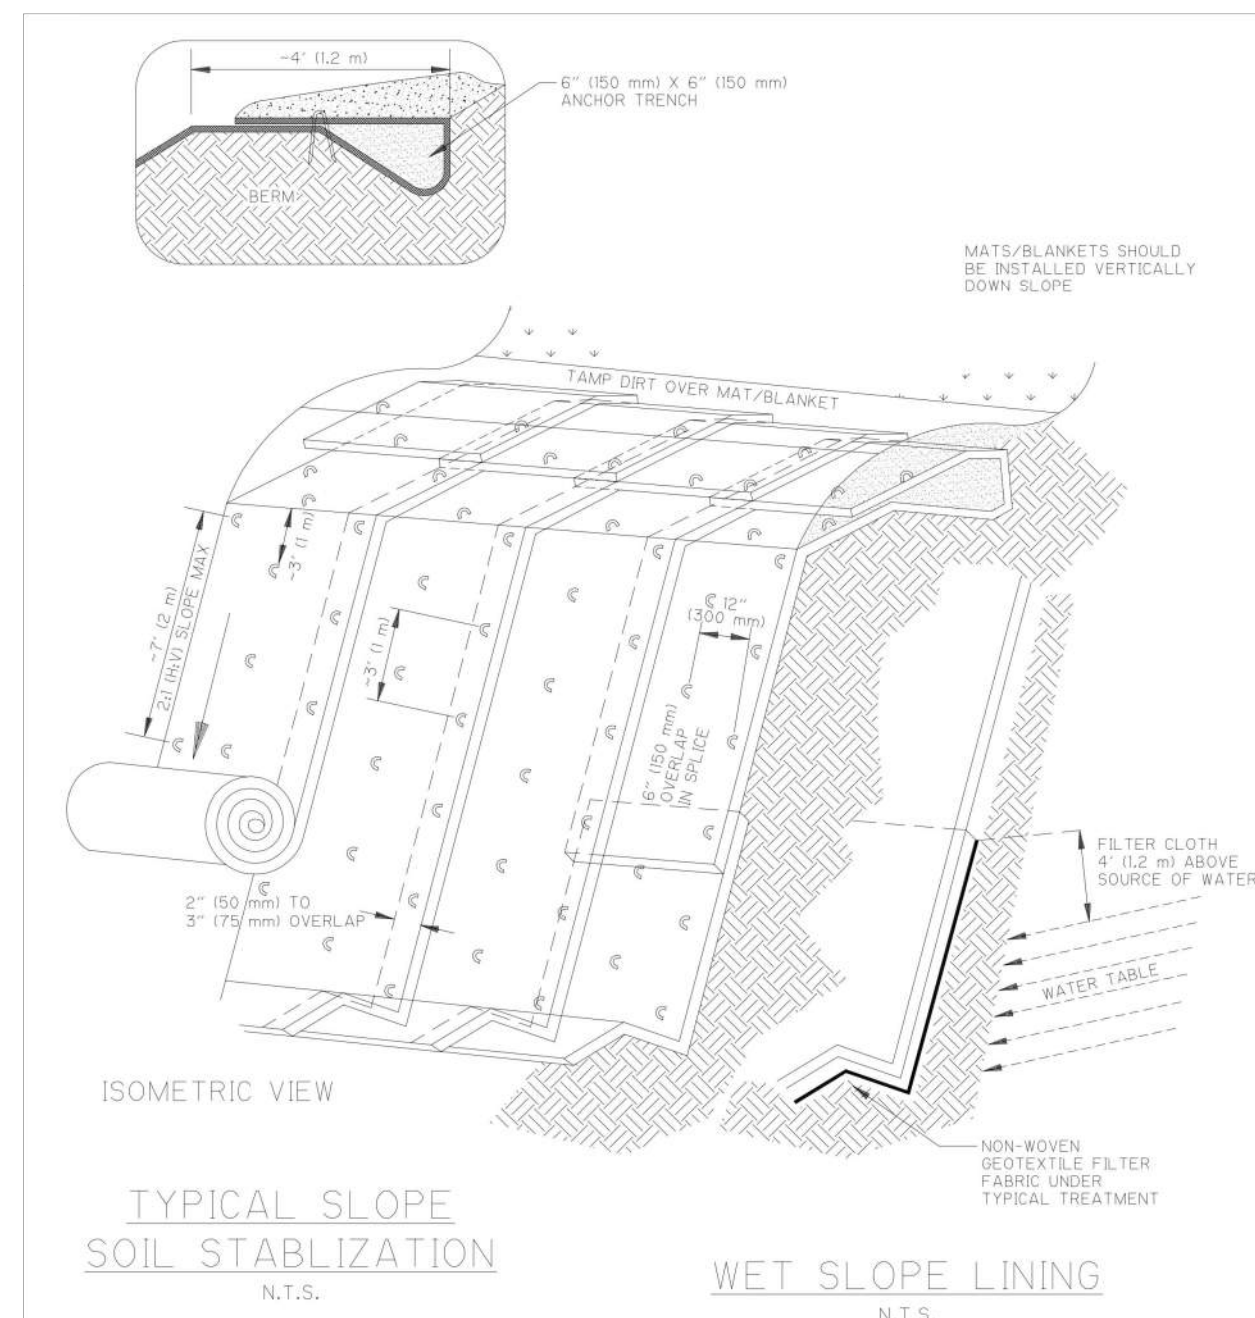 ~4' (1.2 m)
6" (150 mm) X 6" (150 mm)
ANCHOR TRENCH
BERM
MATS/BLANKETS SHOULD
BE INSTALLED VERTICALLY
DOWN SLOPE
TAMP DIRT OVER MAT/BLANKET
~3' (1 m)
~7' (2 m)
2:1 (H:V) SLOPE MAX
~3' (1 m)
12"
(300 mm)
6" (150 mm)
OVERLAP
IN SPLICE
2" (50 mm) TO
3" (75 mm) OVERLAP
FILTER CLOTH
4' (1.2 m) ABOVE
SOURCE OF WATER
WATER TABLE
ISOMETRIC VIEW
NON-WOVEN
GEOTEXTILE FILTER
FABRIC UNDER
TYPICAL TREATMENT
TYPICAL SLOPE
SOIL STABLIZATION
N.T.S.
WET SLOPE LINING
N.T.S.